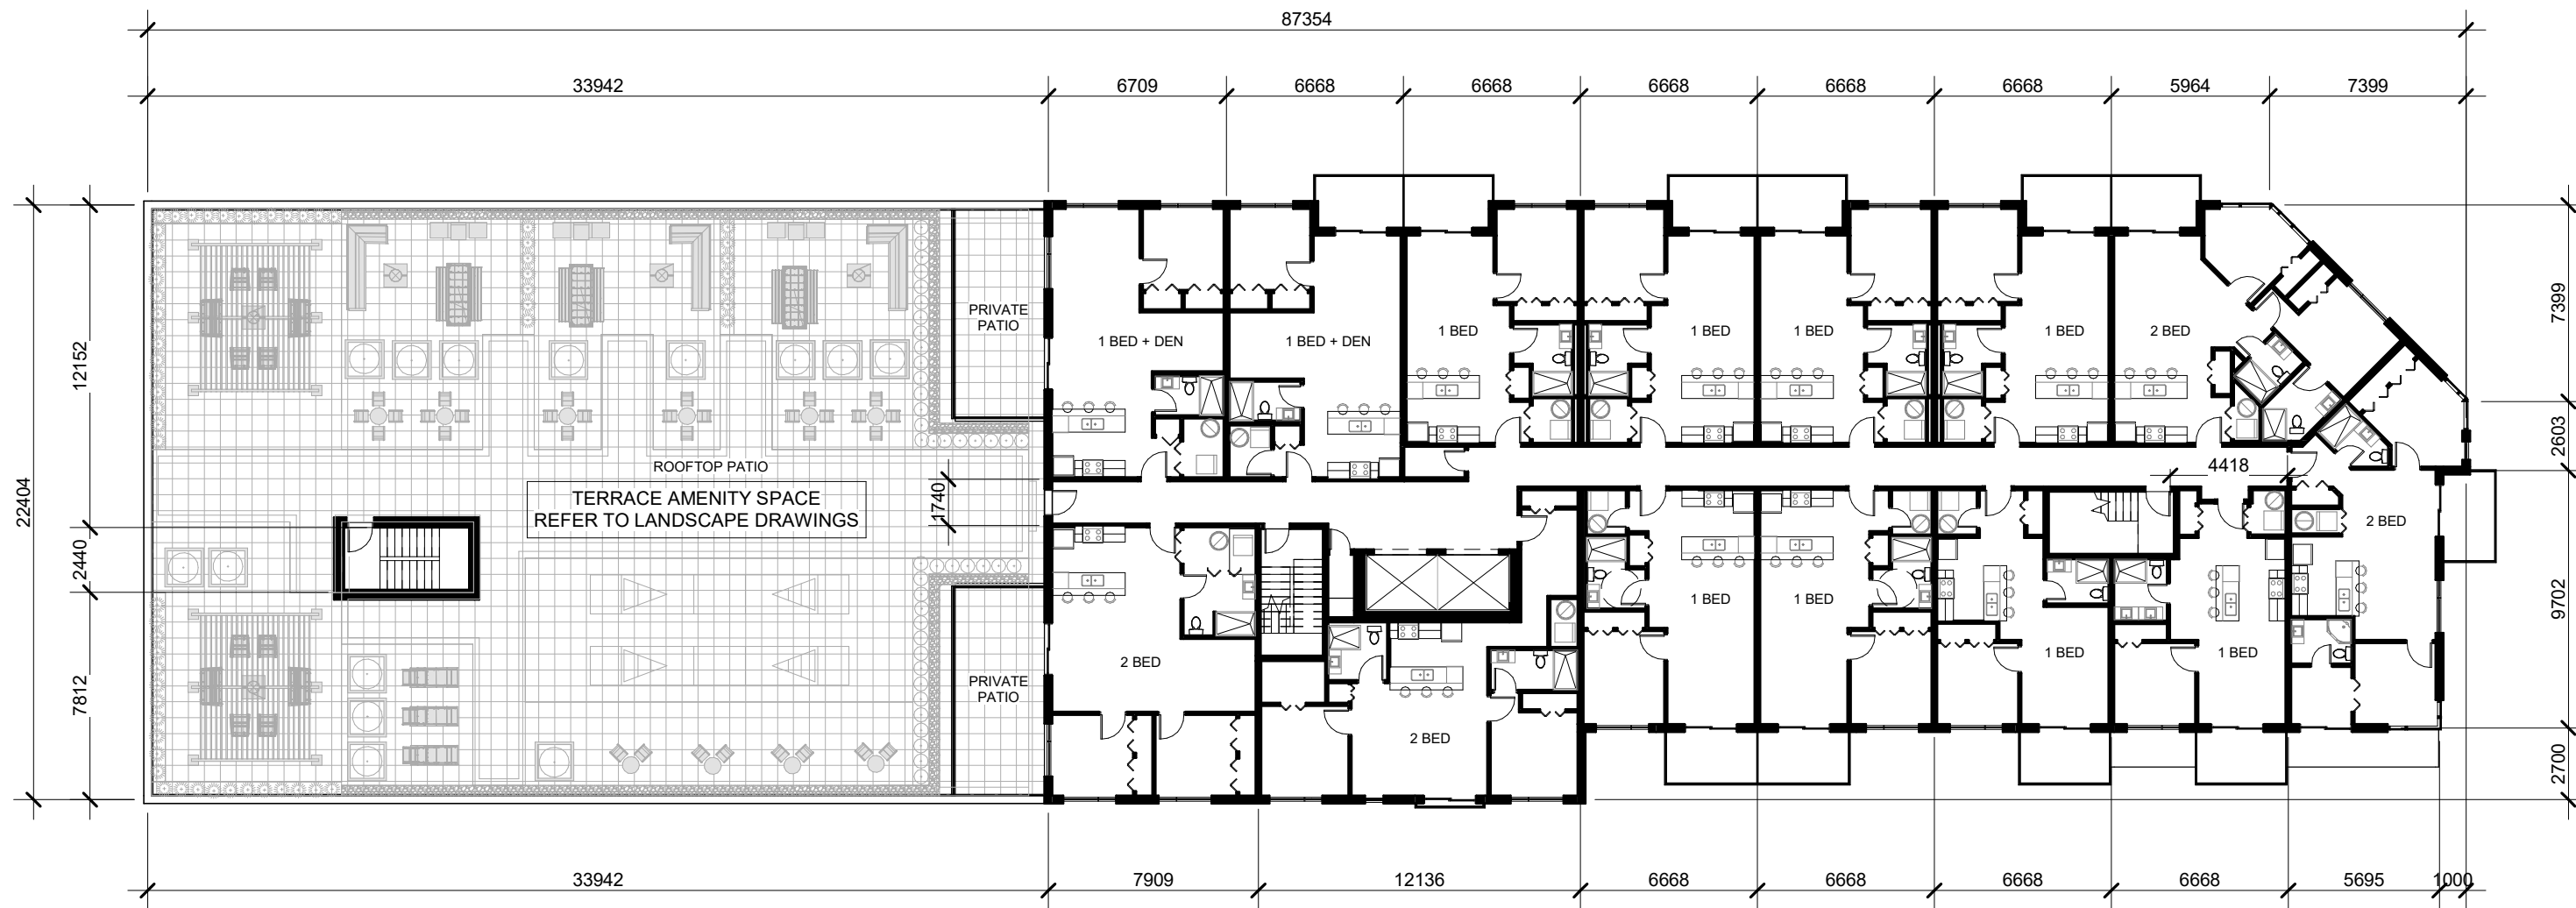 87354
33942 6709 6668 6668 6668 6668 6668 5964 7399
22404
12152
2440
7812
PRIVATE
PATIO
1 BED + DEN
1 BED + DEN
1 BED
1 BED
1 BED
1 BED
2 BED
7399
2603
9702
2700
ROOFTOP PATIO
TERRACE AMENITY SPACE
REFER TO LANDSCAPE DRAWINGS
1740
4418
2 BED
1 BED
1 BED
1 BED
1 BED
2 BED
2 BED
PRIVATE
PATIO
33942 7909 12136 6668 6668 6668 6668 5695 1000